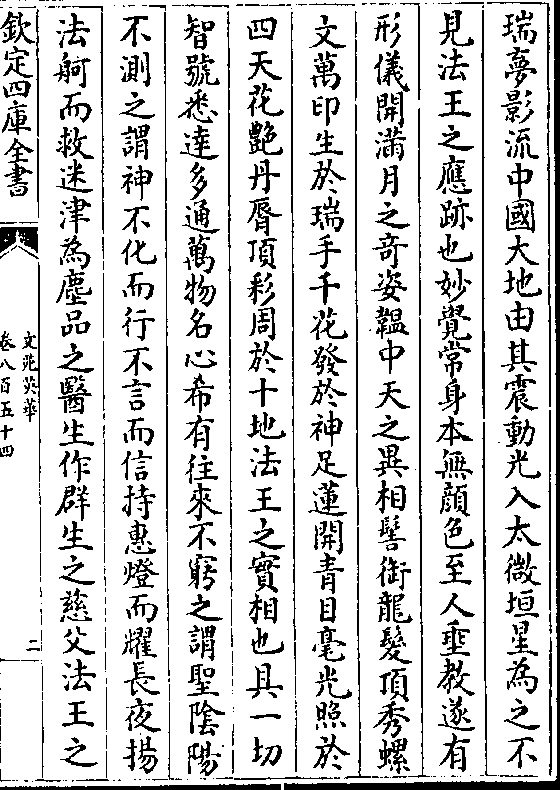 瑞夢影流中國大地由其震動光入太微垣星為之不
見法王之應跡也妙覺常身本無顔色至人垂教遂有
形儀開滿月之奇姿韞中天之異相髻銜龍髮頂秀螺
文萬印生於瑞手千花發於神足蓮開青目毫光照於
四天花艶丹脣頂彩周於十地法王之實相也具一切
智號悉達多通萬物名心希有往來不窮之謂聖陰陽
不測之謂神不化而行不言而信持惠燈而耀長夜揚
法舸而救迷津為塵品之醫生作群生之慈父法王之
欽定四庫全書
文苑英華
卷八百五十四
二